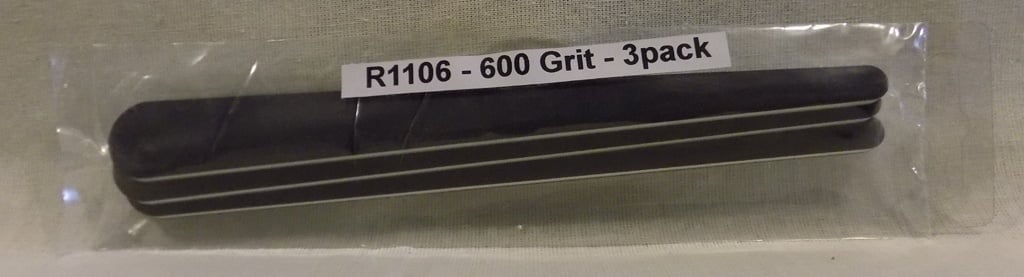 R1106 - 600 Grit - 3pack